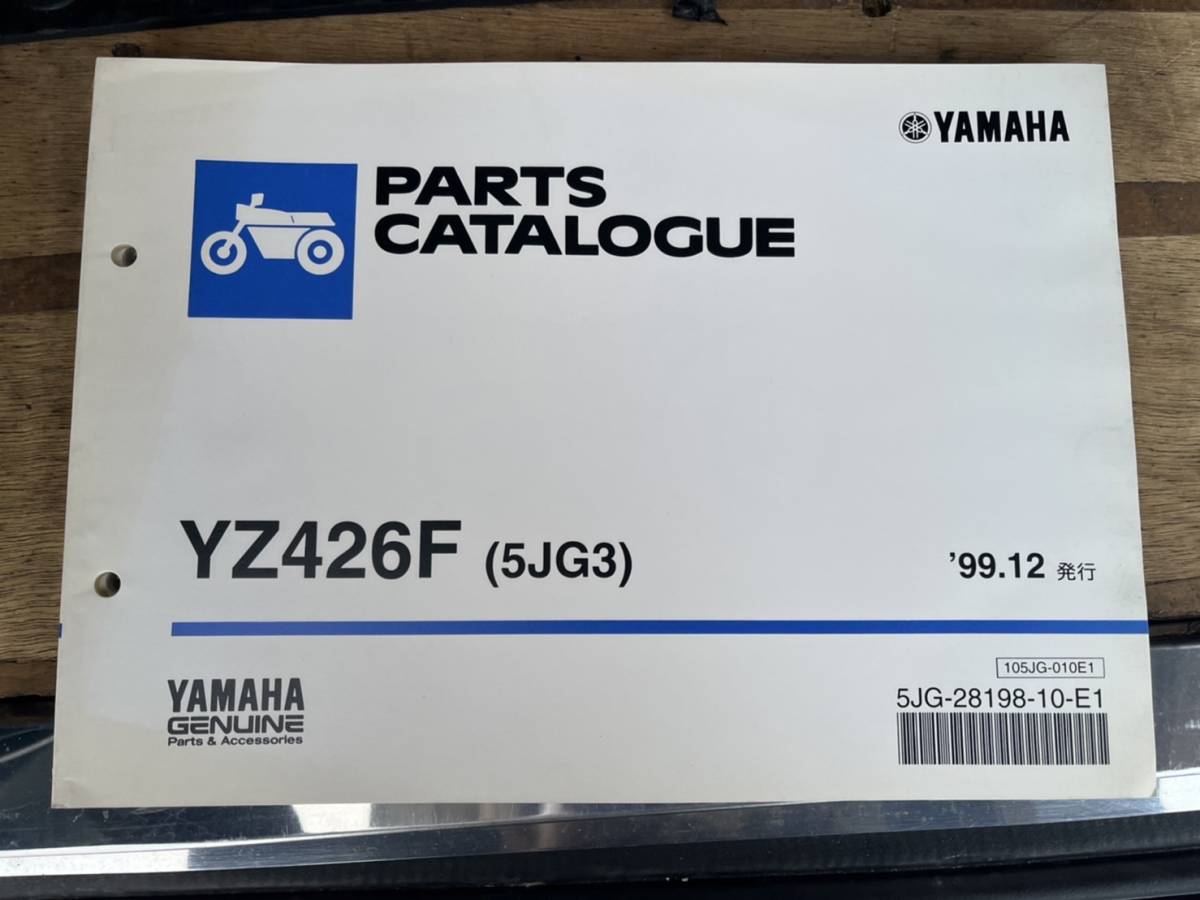 YAMAHA
PARTS
CATALOGUE
YZ426F (5JG3)
'99.12 発行
105JG-010E1
5JG-28198-10-E1
YAMAHA
GENUINE
Parts & Accessories